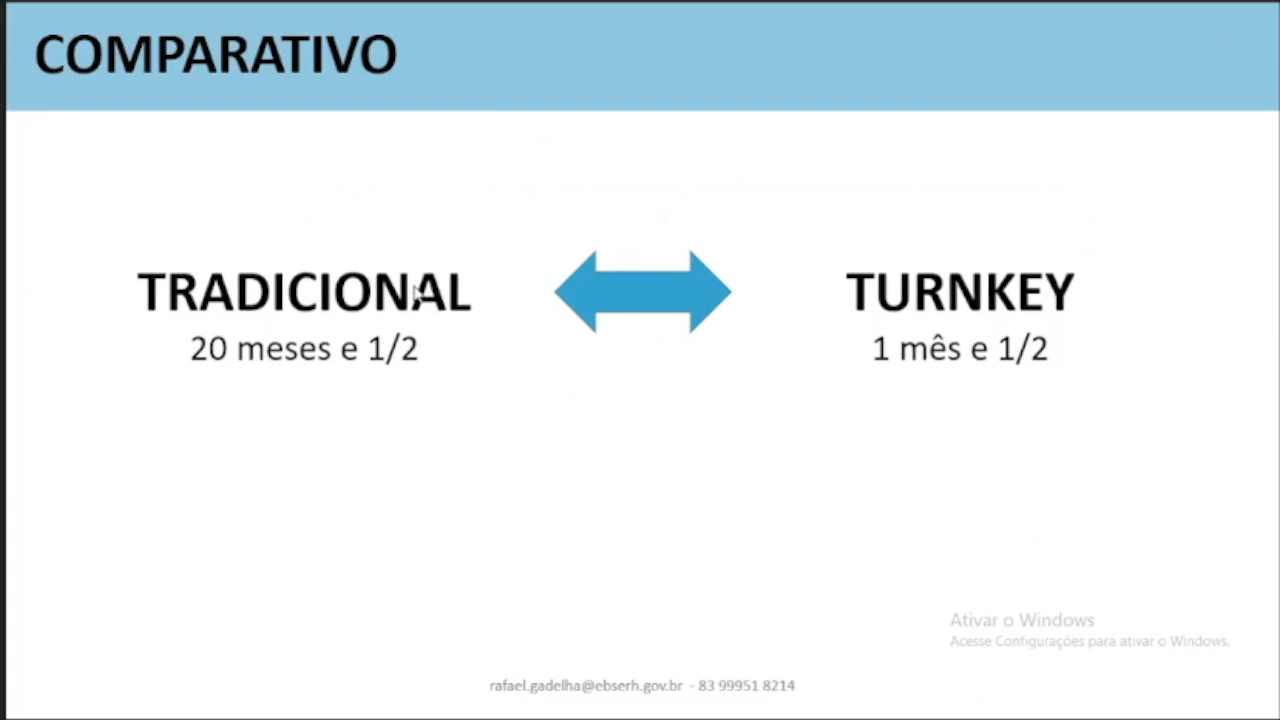 COMPARATIVO
TRADICIONAL
20 meses e 1/2
TURNKEY
1 mês e 1/2
Ativar o Windows
Acesse Configurações para ativar o Windows.
rafael.gadelha@ebserh.gov.br - 83 99951 8214